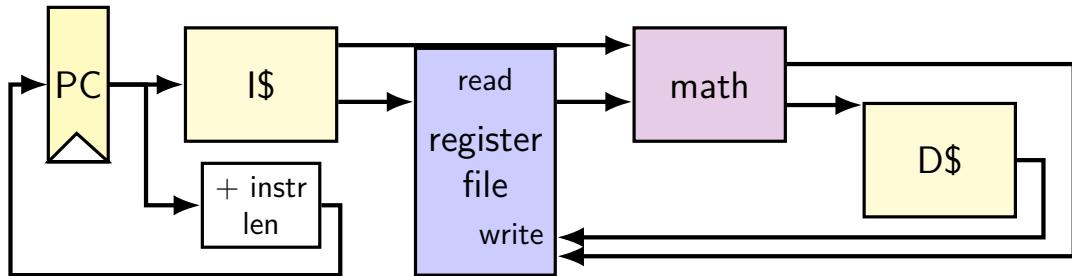 PC
I$
+ instr
len
read
register
file
write
math
D$